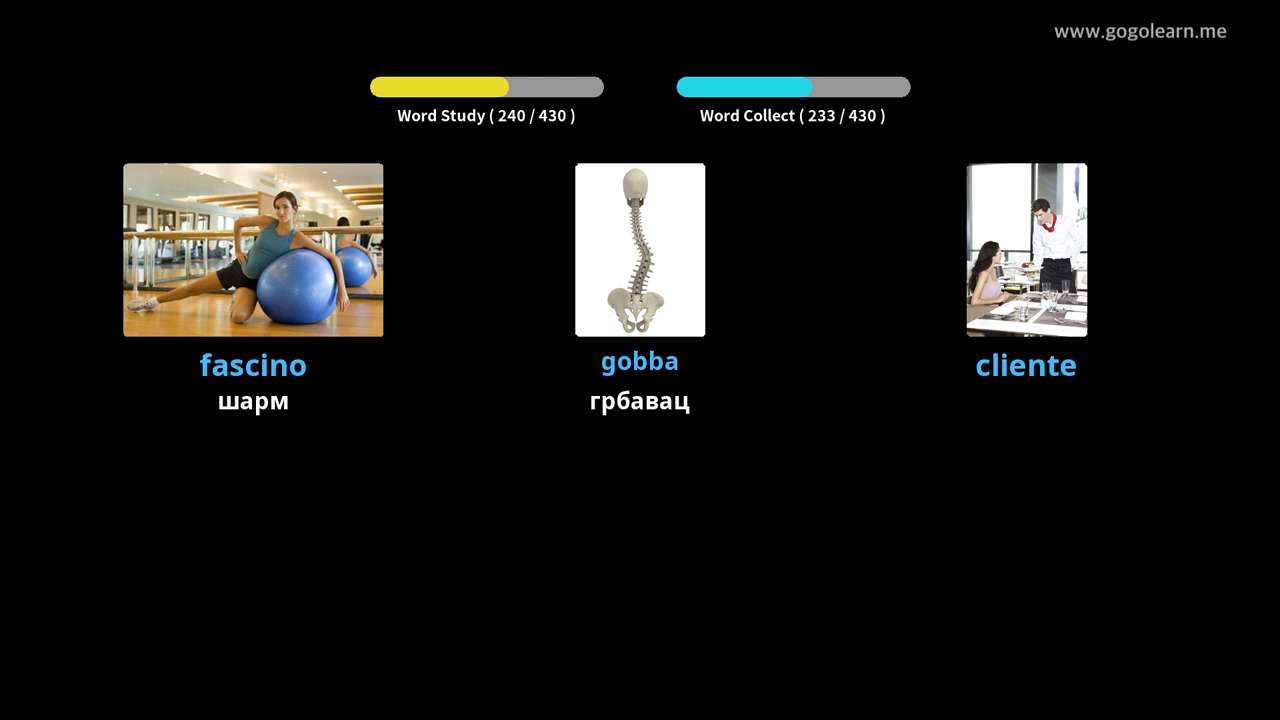 www.gogolearn.me
Word Study ( 240 / 430 )
Word Collect ( 233 / 430 )
fascino
gobba
cliente
шарм
грбавац